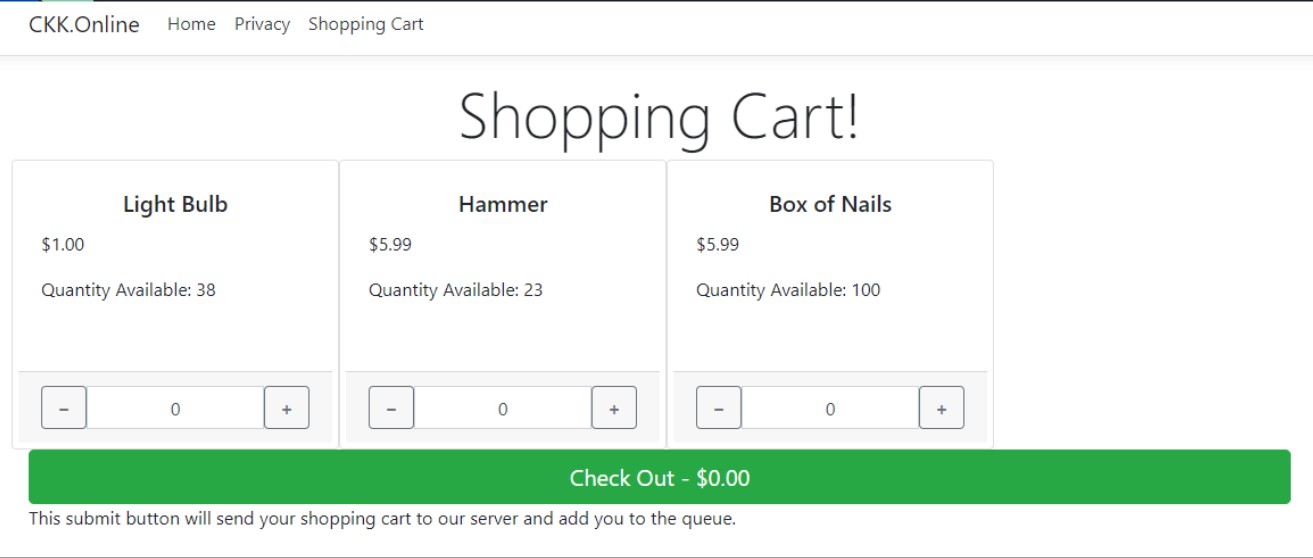 CKK.Online Home Privacy Shopping Cart
Shopping Cart!
Light Bulb
$1.00
Quantity Available: 38
− 0 +
Hammer
$5.99
Quantity Available: 23
− 0 +
Box of Nails
$5.99
Quantity Available: 100
− 0 +
Check Out - $0.00
This submit button will send your shopping cart to our server and add you to the queue.